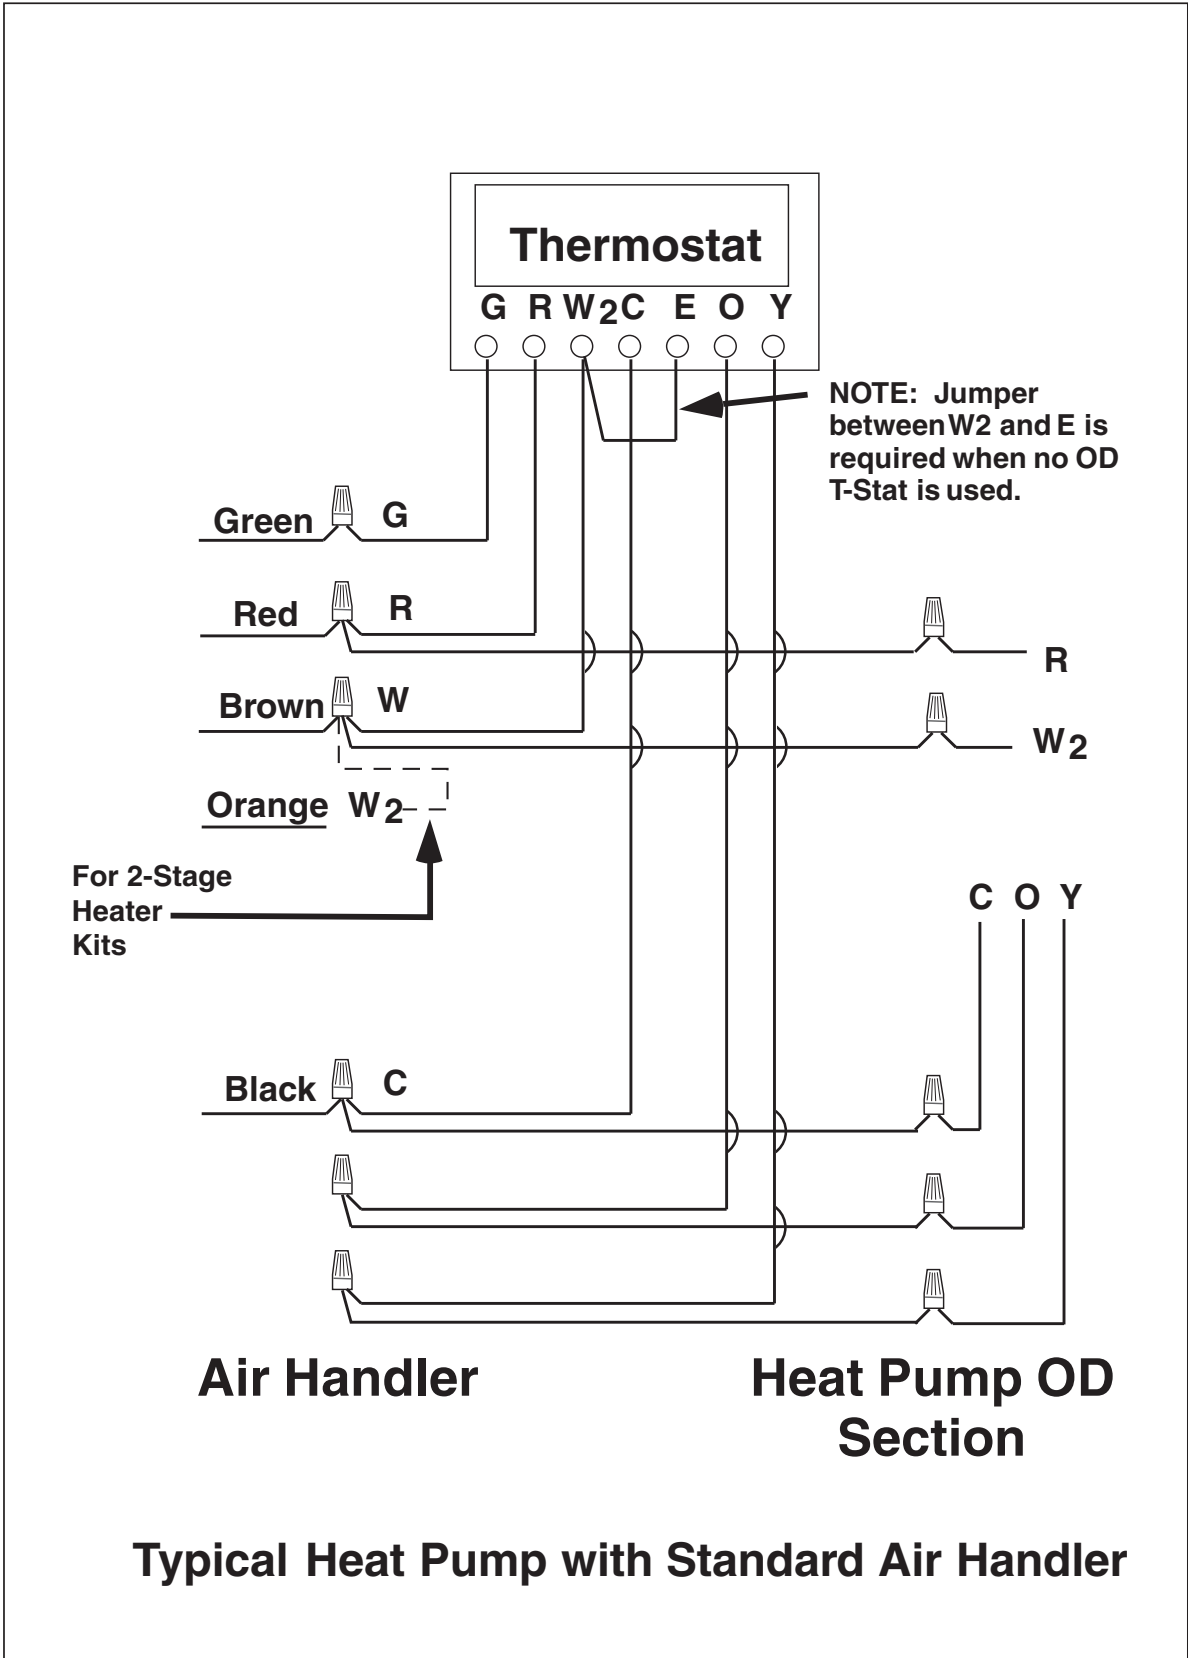 Thermostat
G R W2 C E O Y
NOTE: Jumper
between W2 and E is
required when no OD
T-Stat is used.
Green G
Red R
R
Brown W
W2
Orange W2
For 2-Stage
Heater
Kits
C O Y
Black C
Air Handler
Heat Pump OD
Section
Typical Heat Pump with Standard Air Handler